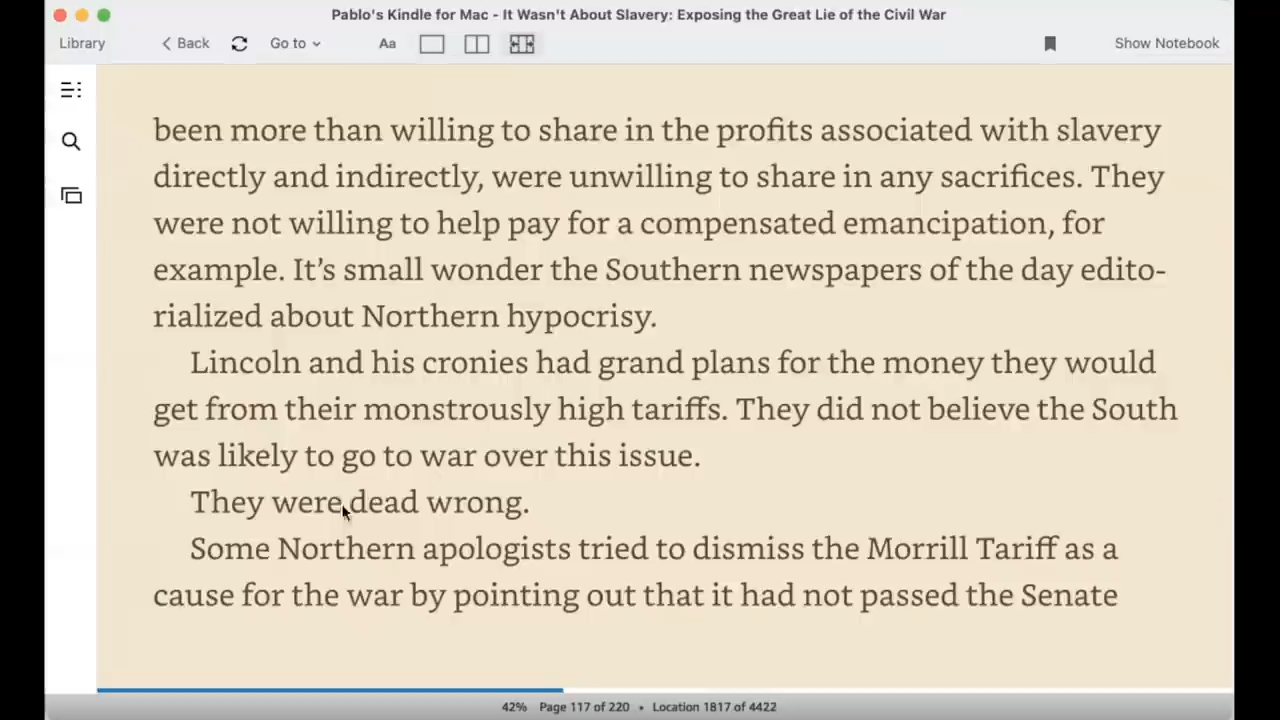 Pablo's Kindle for Mac - It Wasn't About Slavery: Exposing the Great Lie of the Civil War
Library
Back
Go to
Aa
Show Notebook
been more than willing to share in the profits associated with slavery
directly and indirectly, were unwilling to share in any sacrifices. They
were not willing to help pay for a compensated emancipation, for
example. It’s small wonder the Southern newspapers of the day edito-
rialized about Northern hypocrisy.
Lincoln and his cronies had grand plans for the money they would
get from their monstrously high tariffs. They did not believe the South
was likely to go to war over this issue.
They were dead wrong.
Some Northern apologists tried to dismiss the Morrill Tariff as a
cause for the war by pointing out that it had not passed the Senate
42% Page 117 of 220 • Location 1817 of 4422